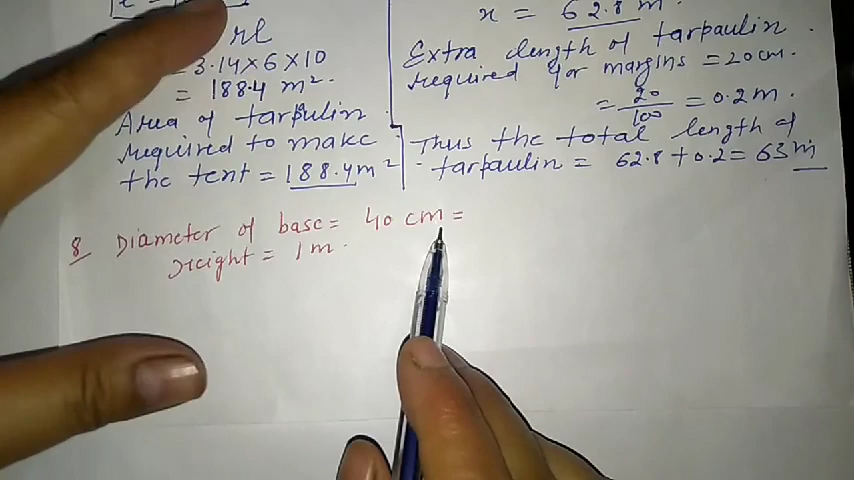 rl
= 3.14 × 6 × 10
= 188.4 m².
Area of tarpulin
required to make
the tent = 188.4 m²
x = 62.8 m.
Extra length of tarpaulin
required for margins = 20 cm.
= 20/100 = 0.2 m.
Thus the total length of
tarpaulin = 62.8 + 0.2 = 63 m
8 Diameter of base = 40 cm =
height = 1 m.